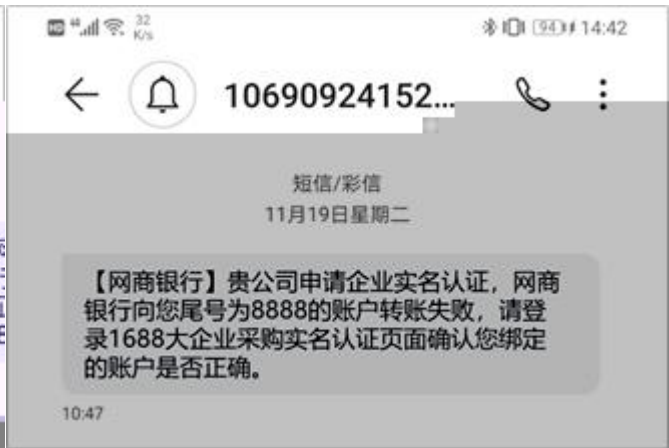 HD 4G 32 K/s 94 14:42
10690924152...
短信/彩信
11月19日星期二
【网商银行】贵公司申请企业实名认证，网商
银行向您尾号为8888的账户转账失败，请登
录1688大企业采购实名认证页面确认您绑定
的账户是否正确。
10:47